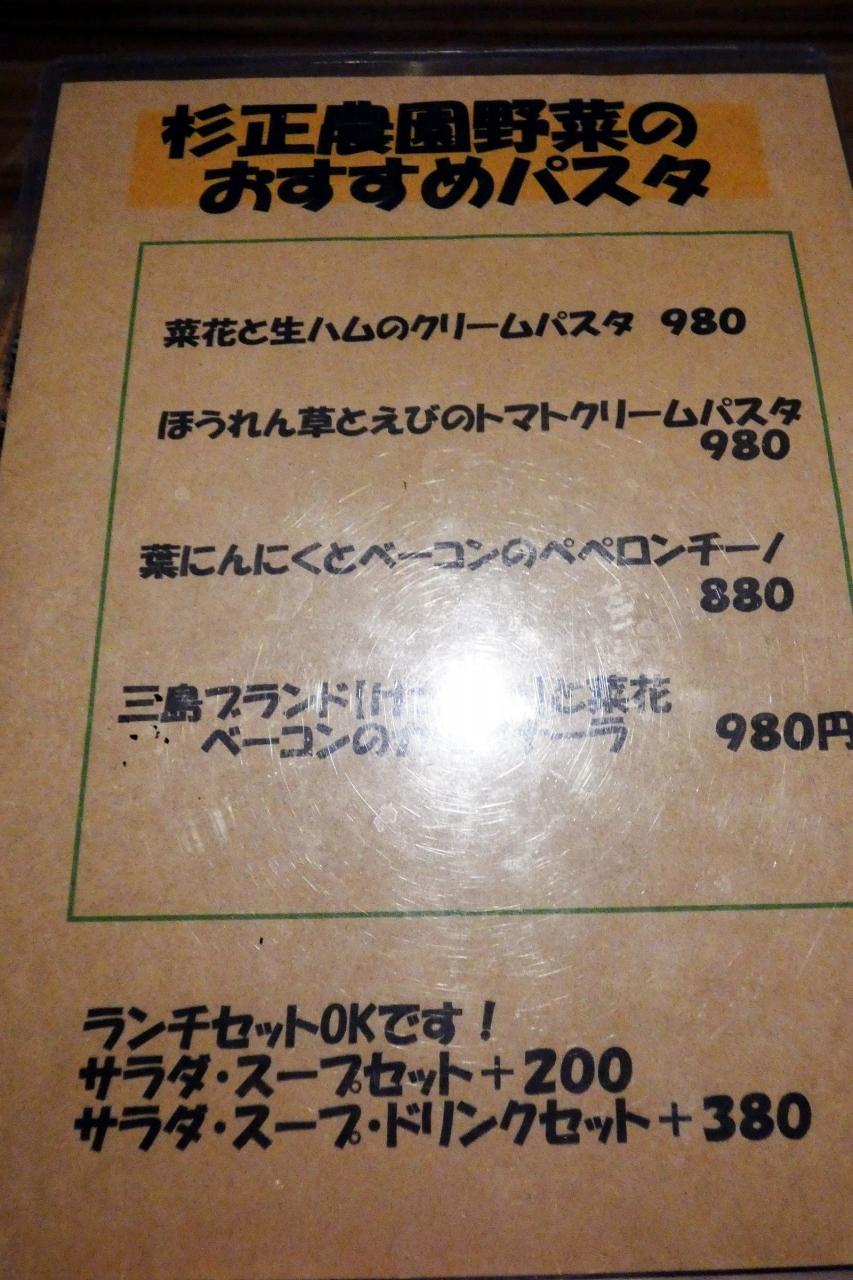 杉正農園野菜の
おすすめパスタ
菜花と生ハムのクリームパスタ 980
ほうれん草とえびのトマトクリームパスタ
980
葉にんにくとベーコンのペペロンチーノ
880
三島ブランド と菜花
ベーコンの 980円
ランチセットOKです！
サラダ・スープセット＋200
サラダ・スープ・ドリンクセット＋380